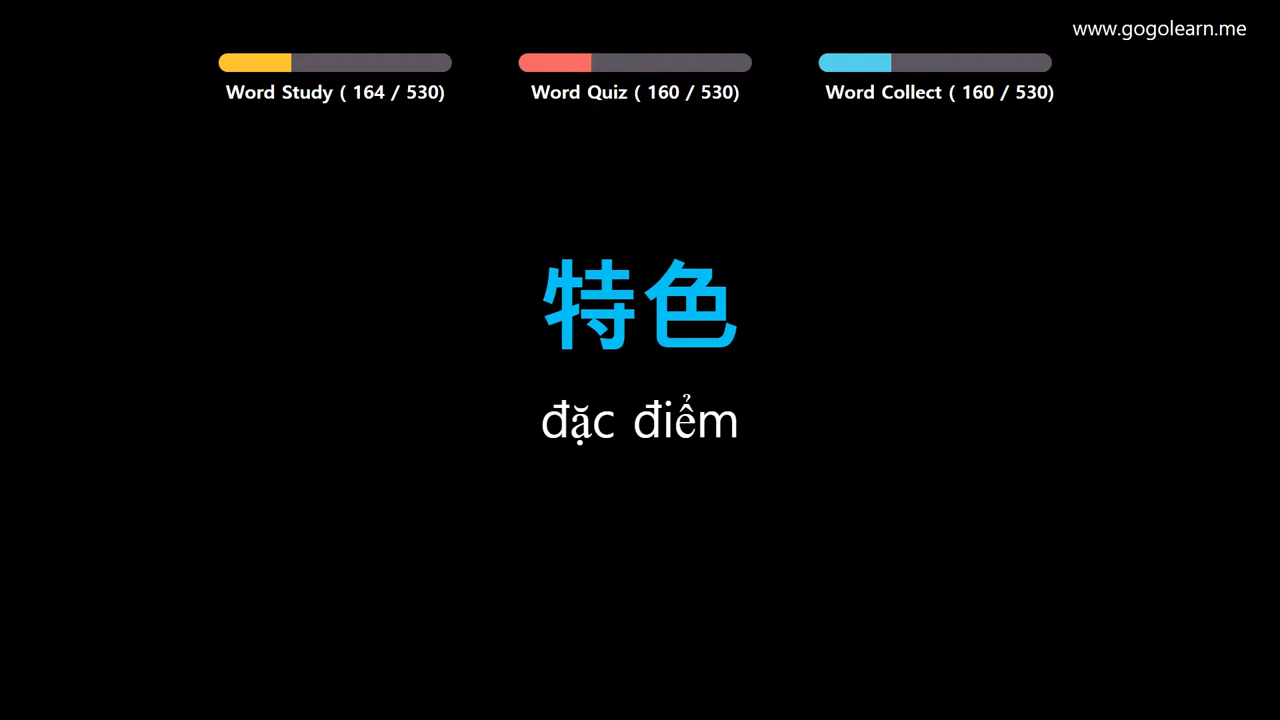 www.gogolearn.me
Word Study ( 164 / 530)
Word Quiz ( 160 / 530)
Word Collect ( 160 / 530)
特色
đặc điểm